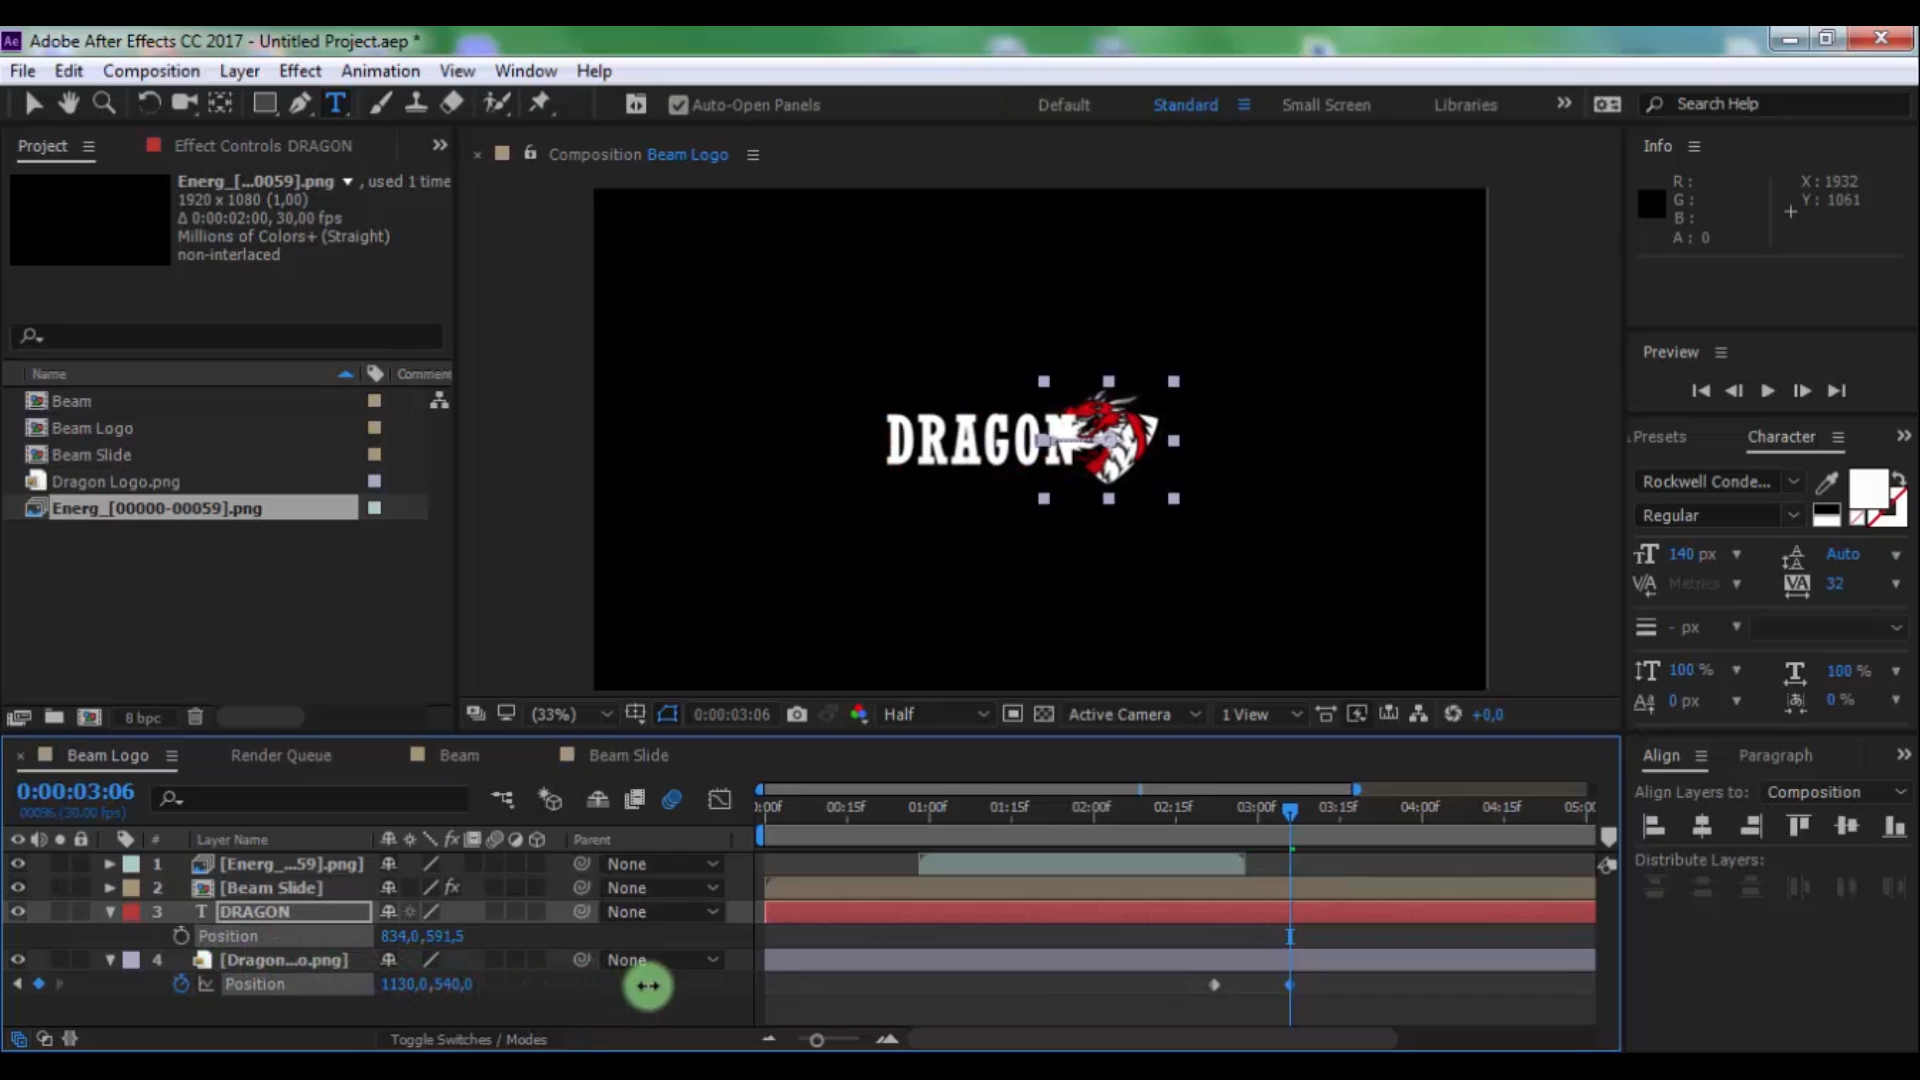 Ae Adobe After Effects CC 2017 - Untitled Project.aep *
File Edit Composition Layer Effect Animation View Window Help
T Auto-Open Panels Default Standard Small Screen Libraries Search Help
Project Effect Controls DRAGON
Energ_[...0059].png , used 1 time
1920 x 1080 (1,00)
Δ 0:00:02:00, 30,00 fps
Millions of Colors+ (Straight)
non-interlaced
Name Comment
Beam
Beam Logo
Beam Slide
Dragon Logo.png
Energ_[00000-00059].png
8 bpc
Composition Beam Logo
DRAGON
(33%) 0:00:03:06 Half Active Camera 1 View +0,0
Info
R :
G :
B :
A : 0
X : 1932
Y : 1061
Preview
Presets Character
Rockwell Conde...
Regular
140 px Auto
Metrics 32
- px
100 % 100 %
0 px 0 %
Beam Logo Render Queue Beam Beam Slide
0:00:03:06
00096 (30.00 fps)
):00f 00:15f 01:00f 01:15f 02:00f 02:15f 03:00f 03:15f 04:00f 04:15f 05:00
# Layer Name fx Parent
1 [Energ_...59].png] None
2 [Beam Slide] fx None
3 T DRAGON None
Position 834,0,591,5
4 [Dragon...o.png] None
Position 1130,0,540,0
Toggle Switches / Modes
Align Paragraph
Align Layers to: Composition
Distribute Layers: